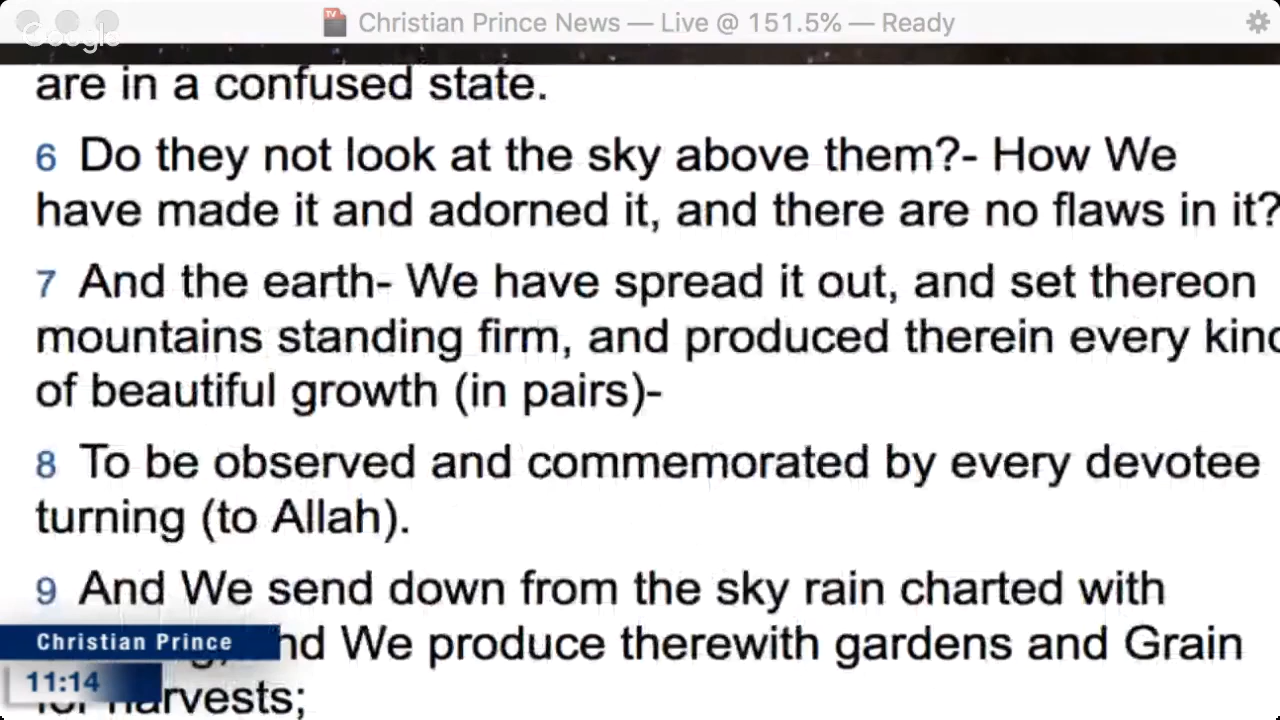 Christian Prince News — Live @ 151.5% — Ready
Google
are in a confused state.
6 Do they not look at the sky above them?- How We
have made it and adorned it, and there are no flaws in it?
7 And the earth- We have spread it out, and set thereon
mountains standing firm, and produced therein every kind
of beautiful growth (in pairs)-
8 To be observed and commemorated by every devotee
turning (to Allah).
9 And We send down from the sky rain charted with
nd We produce therewith gardens and Grain
for harvests;
Christian Prince
11:14